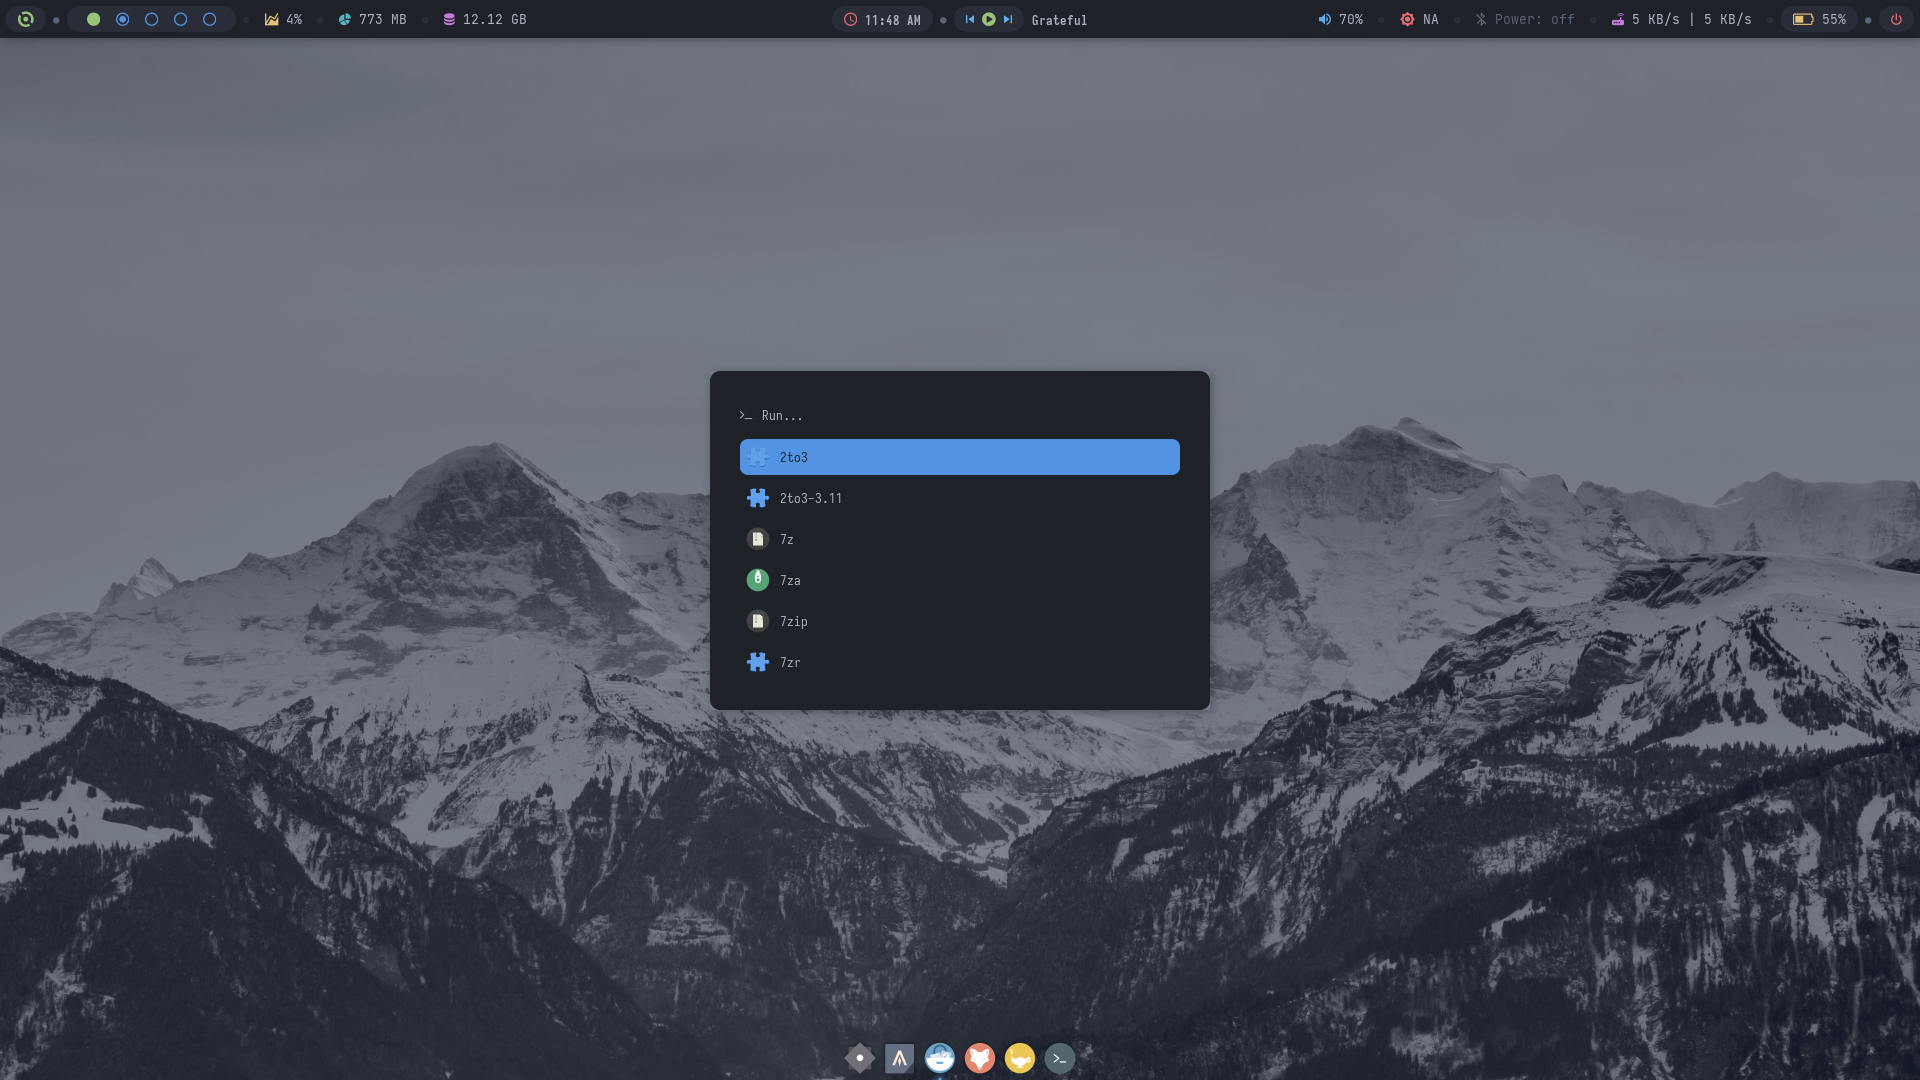 4% 773 MB 12.12 GB 11:48 AM Grateful 70% NA Power: off 5 KB/s | 5 KB/s 55%
>_ Run...
2to3
2to3-3.11
7z
7za
7zip
7zr